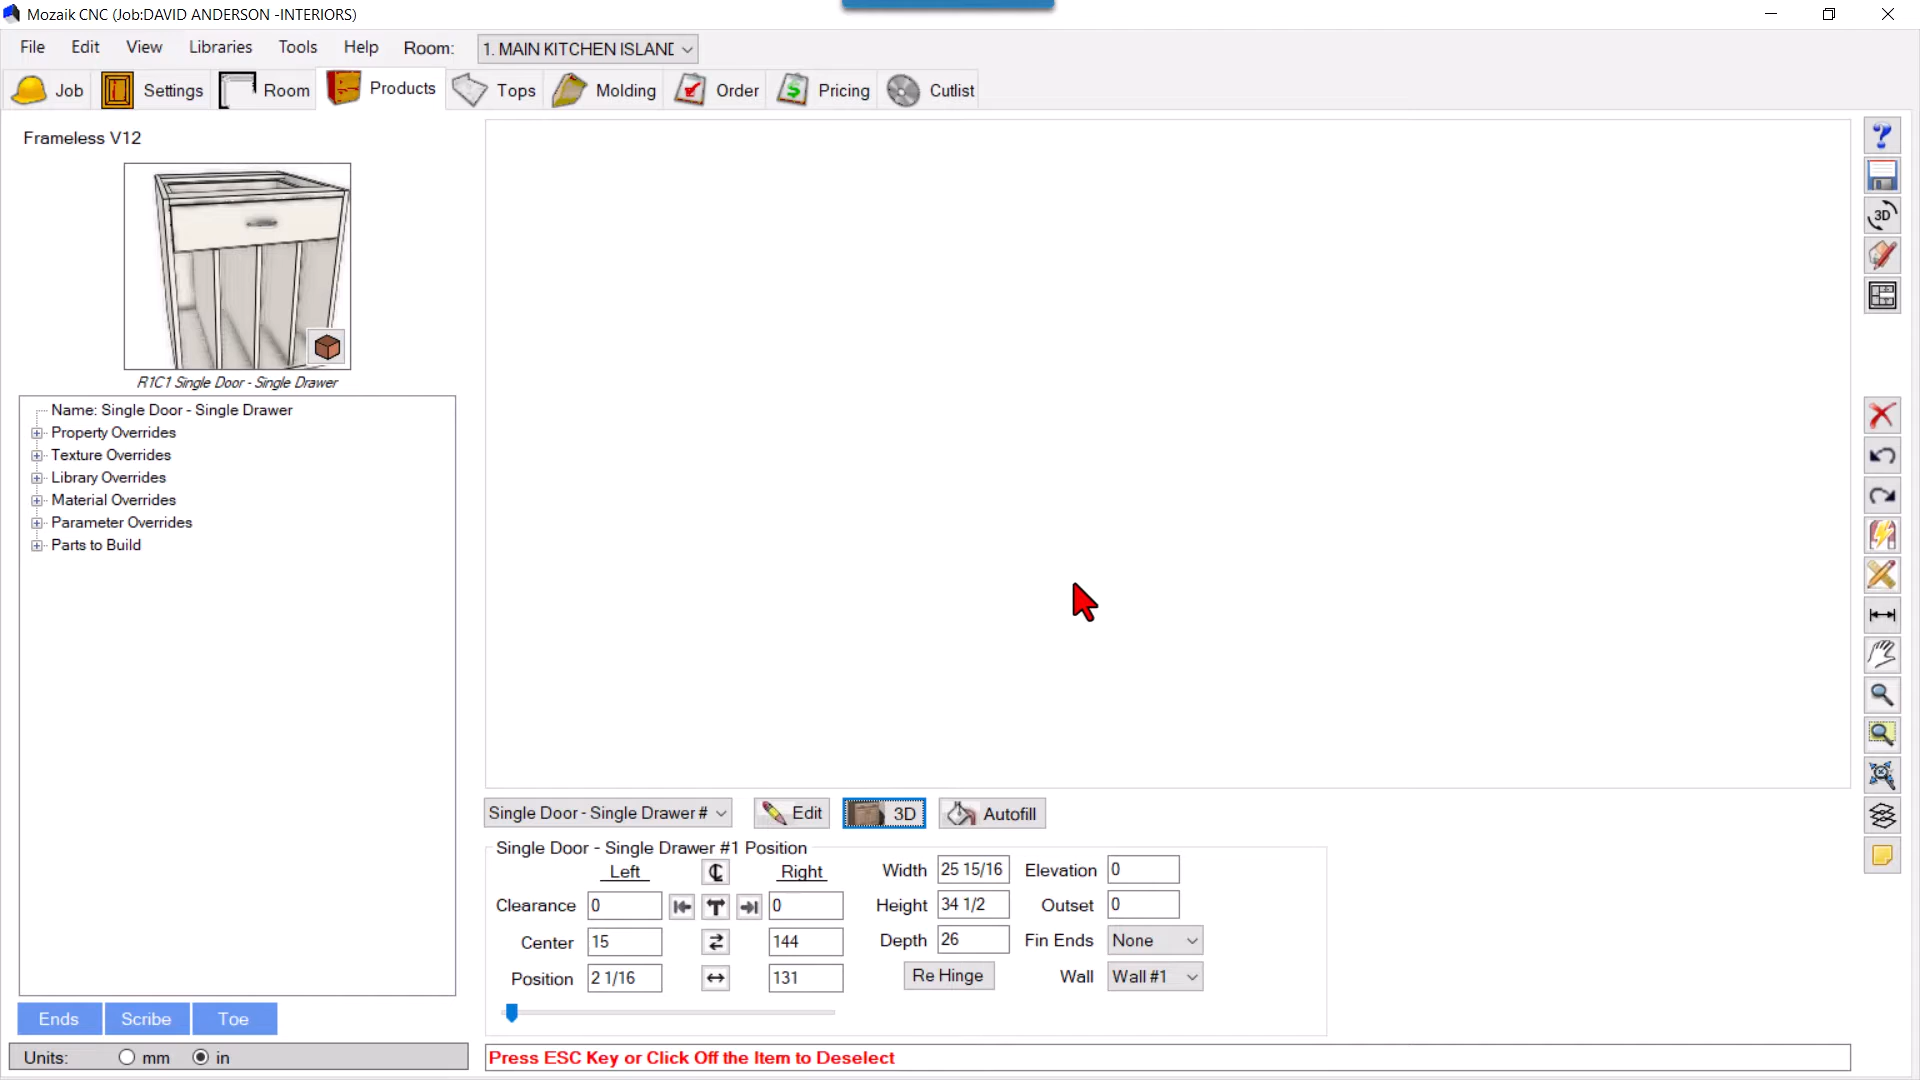 Mozaik CNC (Job:DAVID ANDERSON -INTERIORS)
File Edit View Libraries Tools Help Room: 1. MAIN KITCHEN ISLAND
Job Settings Room Products Tops Molding Order Pricing Cutlist
Frameless V12
R1C1 Single Door - Single Drawer
Name: Single Door - Single Drawer
Property Overrides
Texture Overrides
Library Overrides
Material Overrides
Parameter Overrides
Parts to Build
3D
Single Door - Single Drawer # Edit 3D Autofill
Single Door - Single Drawer #1 Position
Left Right Width 25 15/16 Elevation 0
Clearance 0 0 Height 34 1/2 Outset 0
Center 15 144 Depth 26 Fin Ends None
Position 2 1/16 131 Re Hinge Wall Wall #1
Ends Scribe Toe
Units: mm in
Press ESC Key or Click Off the Item to Deselect